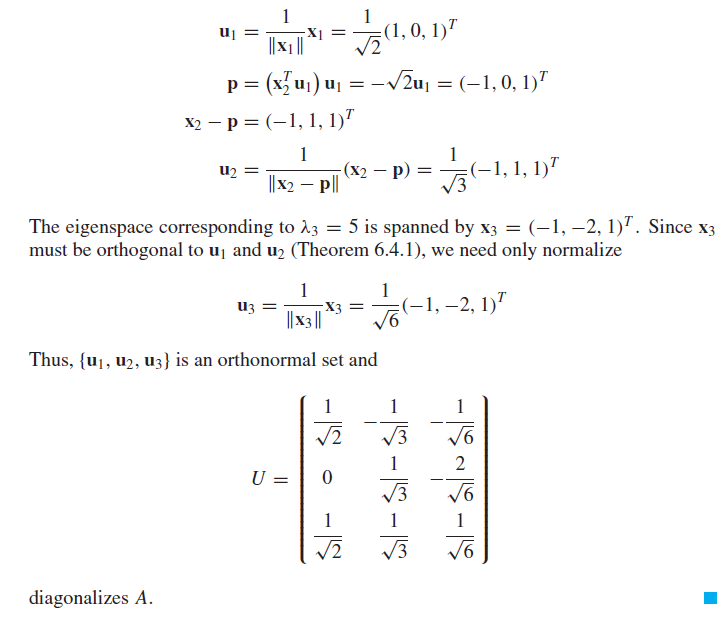 u₁ = 1/‖x₁‖ x₁ = 1/√2 (1, 0, 1)ᵀ
p = (x₂ᵀu₁) u₁ = −√2u₁ = (−1, 0, 1)ᵀ
x₂ − p = (−1, 1, 1)ᵀ
u₂ = 1/‖x₂ − p‖ (x₂ − p) = 1/√3 (−1, 1, 1)ᵀ
The eigenspace corresponding to λ₃ = 5 is spanned by x₃ = (−1, −2, 1)ᵀ. Since x₃
must be orthogonal to u₁ and u₂ (Theorem 6.4.1), we need only normalize
u₃ = 1/‖x₃‖ x₃ = 1/√6 (−1, −2, 1)ᵀ
Thus, {u₁, u₂, u₃} is an orthonormal set and
1/√2 −1/√3 −1/√6
U = 0 1/√3 −2/√6
1/√2 1/√3 1/√6
diagonalizes A.